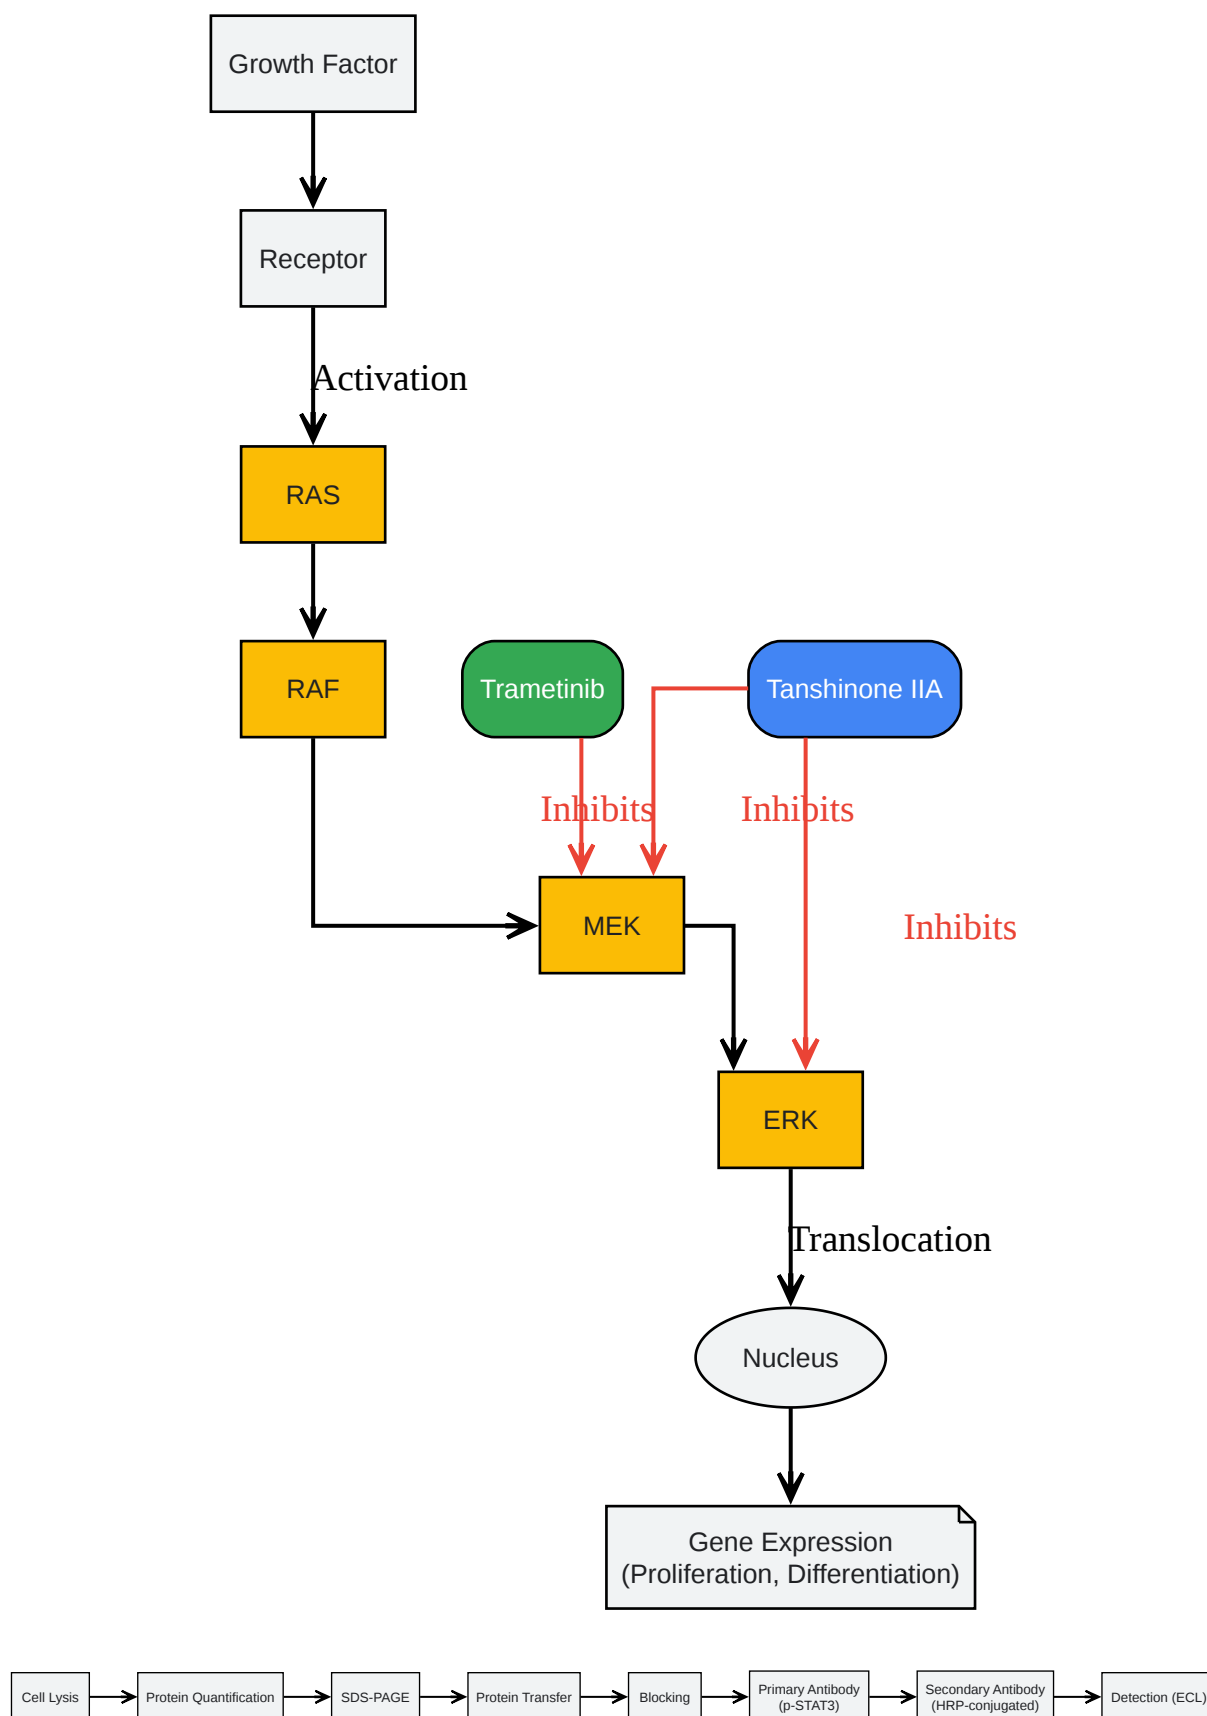 Growth Factor
Receptor
Activation
RAS
RAF
Trametinib
Tanshinone IIA
Inhibits
Inhibits
MEK
Inhibits
ERK
Translocation
Nucleus
Gene Expression
(Proliferation, Differentiation)
Cell Lysis
Protein Quantification
SDS-PAGE
Protein Transfer
Blocking
Primary Antibody
(p-STAT3)
Secondary Antibody
(HRP-conjugated)
Detection (ECL)